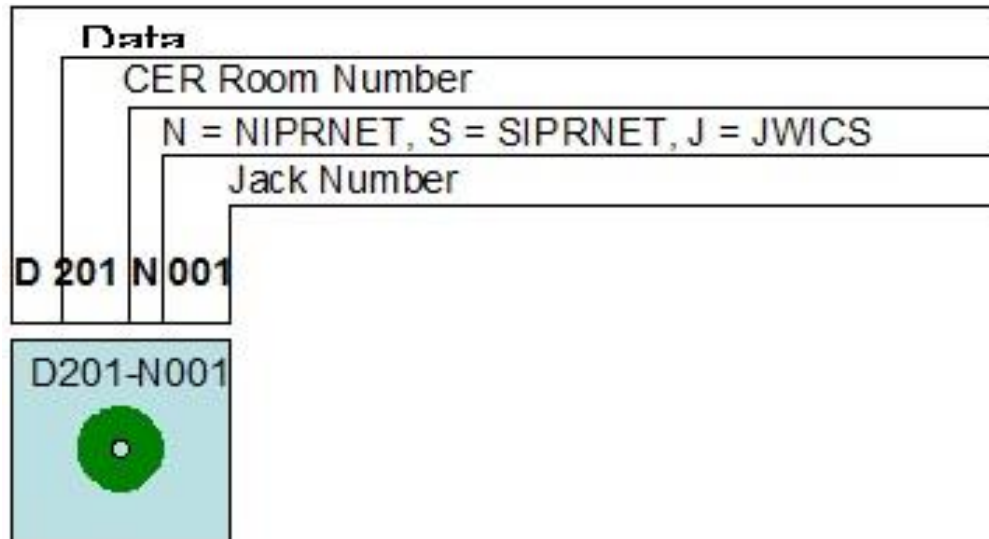 Data
CER Room Number
N = NIPRNET, S = SIPRNET, J = JWICS
Jack Number
D 201 N 001
D201-N001